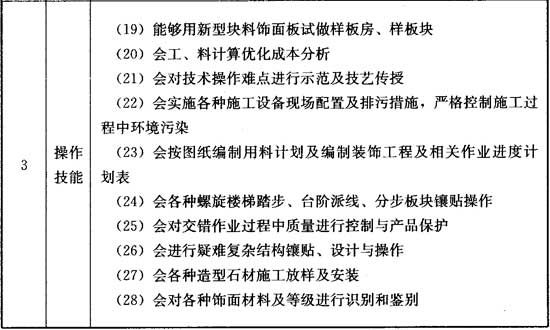 (19) 能够用新型块料饰面板试做样板房、样板块
(20) 会工、料计算优化成本分析
(21) 会对技术操作难点进行示范及技艺传授
(22) 会实施各种施工设备现场配置及排污措施，严格控制施工过
程中环境污染
3
操作
技能
(23) 会按图纸编制用料计划及编制装饰工程及相关作业进度计
划表
(24) 会各种螺旋楼梯踏步、台阶派线、分步板块镶贴操作
(25) 会对交错作业过程中质量进行控制与产品保护
(26) 会进行疑难复杂结构镶贴、设计与操作
(27) 会各种造型石材施工放样及安装
(28) 会对各种饰面材料及等级进行识别和鉴别